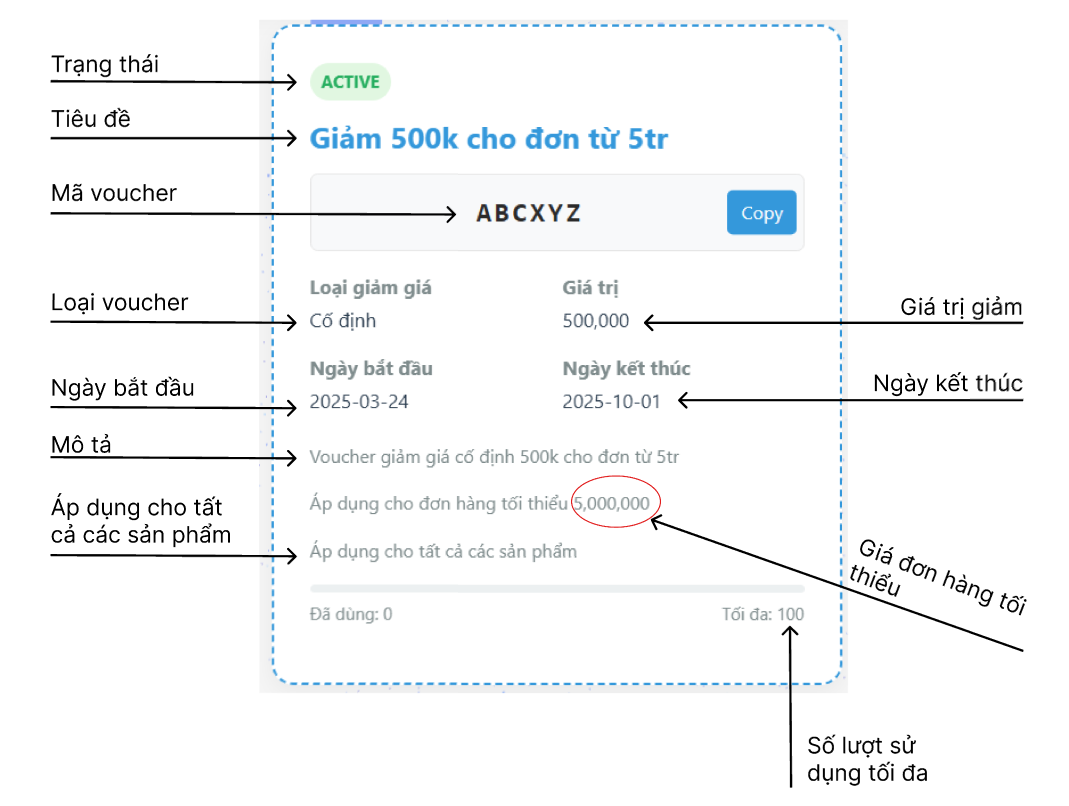 Trạng thái
ACTIVE
Tiêu đề
Giảm 500k cho đơn từ 5tr
Mã voucher
ABCXYZ
Copy
Loại giảm giá
Giá trị
Loại voucher
Cố định
500,000
Giá trị giảm
Ngày bắt đầu
Ngày kết thúc
Ngày bắt đầu
2025-03-24
2025-10-01
Ngày kết thúc
Mô tả
Voucher giảm giá cố định 500k cho đơn từ 5tr
Áp dụng cho đơn hàng tối thiểu 5,000,000
Áp dụng cho tất
cả các sản phẩm
Áp dụng cho tất cả các sản phẩm
Giá đơn hàng tối
thiểu
Đã dùng: 0
Tối đa: 100
Số lượt sử
dụng tối đa